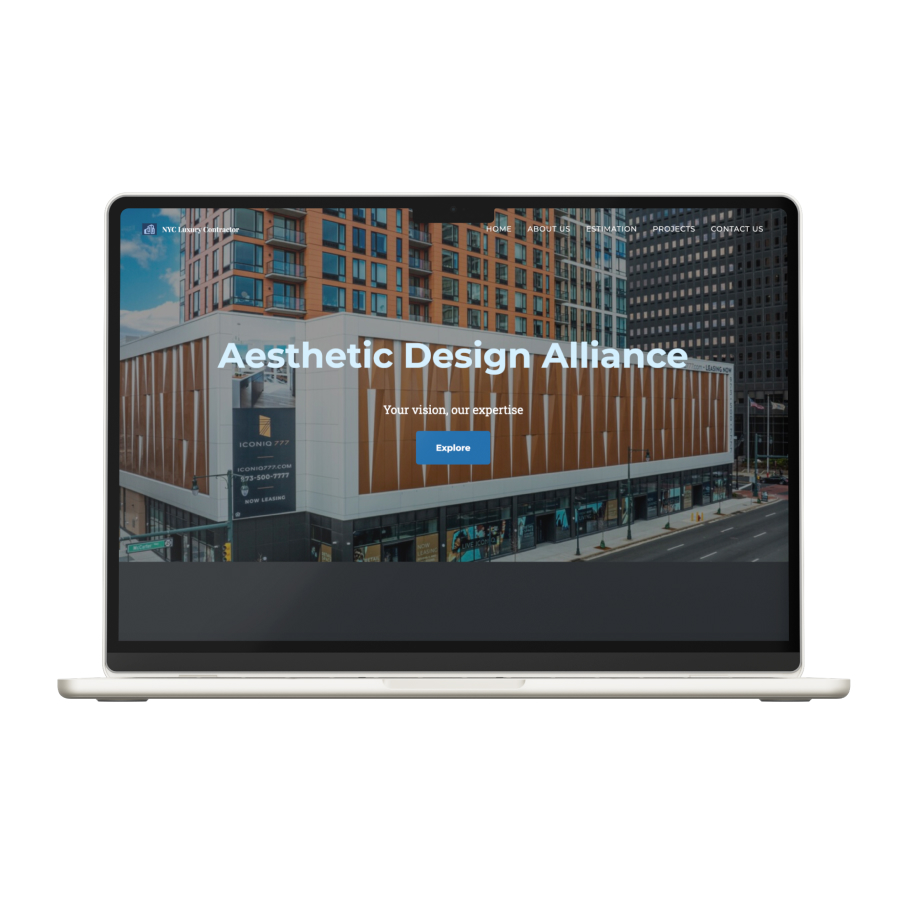 NYC Luxury Contractor
HOME ABOUT US ESTIMATION PROJECTS CONTACT US
Aesthetic Design Alliance
LEASING NOW
Your vision, our expertise
Explore
ICONIQ 777
ICONIQ777.COM
973-500-7777
NOW LEASING